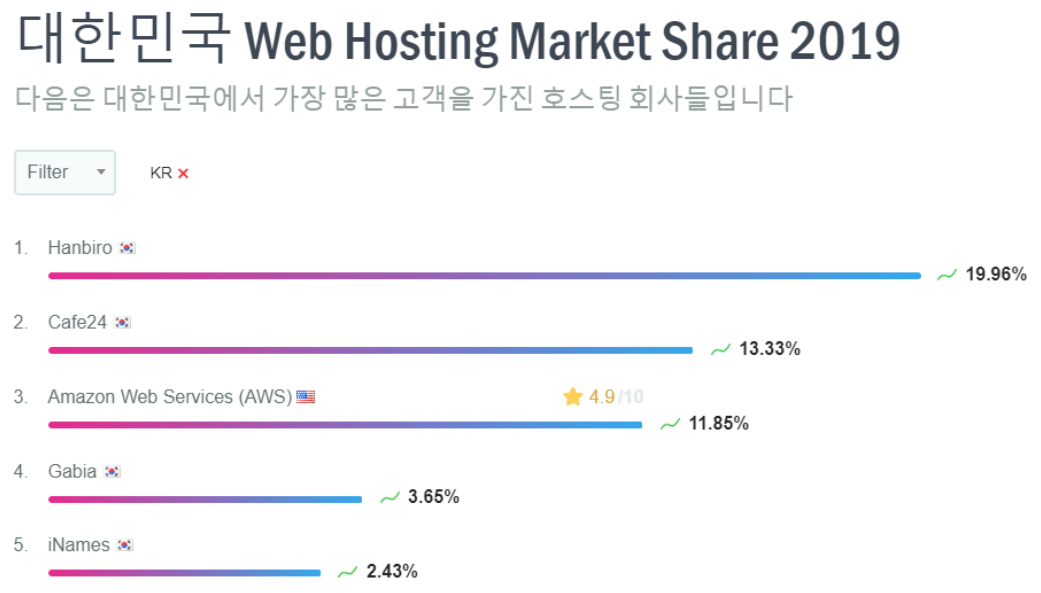 대한민국 Web Hosting Market Share 2019
다음은 대한민국에서 가장 많은 고객을 가진 호스팅 회사들입니다
Filter KR
1. Hanbiro
19.96%
2. Cafe24
13.33%
3. Amazon Web Services (AWS) 4.9/10
11.85%
4. Gabia
3.65%
5. iNames
2.43%